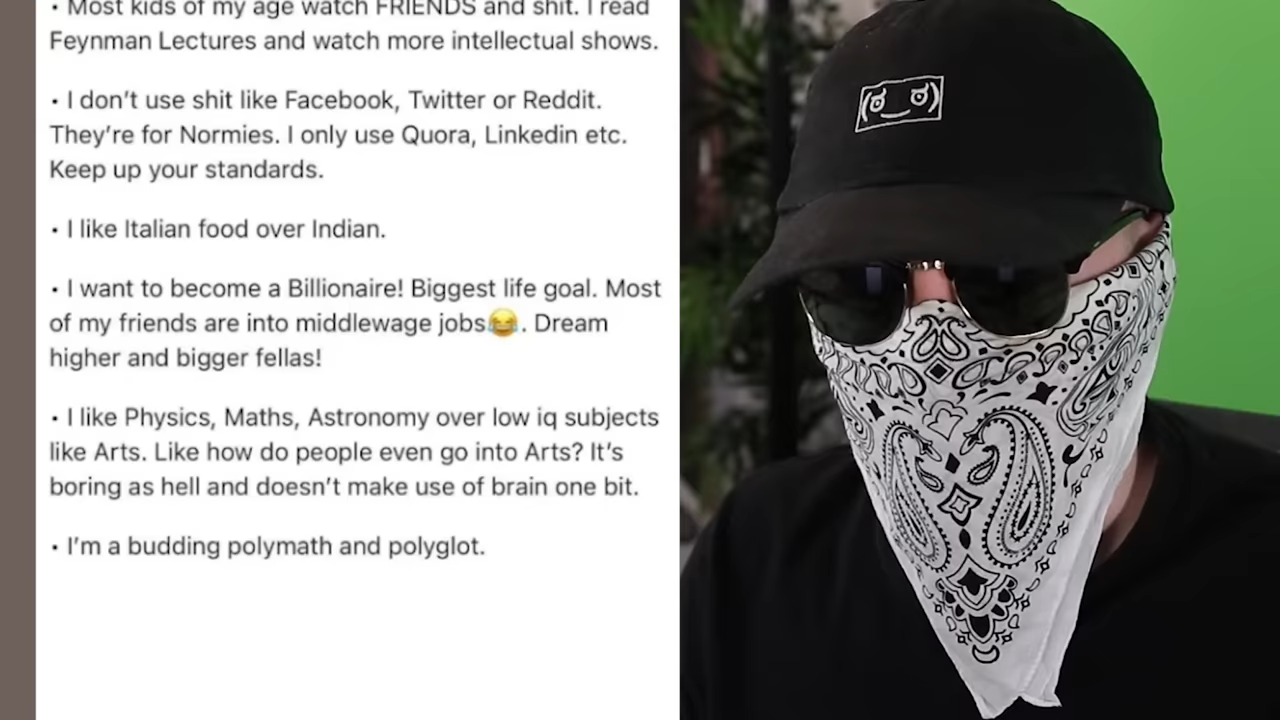 • Most kids of my age watch FRIENDS and shit. I read
Feynman Lectures and watch more intellectual shows.
• I don’t use shit like Facebook, Twitter or Reddit.
They’re for Normies. I only use Quora, Linkedin etc.
Keep up your standards.
• I like Italian food over Indian.
• I want to become a Billionaire! Biggest life goal. Most
of my friends are into middlewage jobs😂. Dream
higher and bigger fellas!
• I like Physics, Maths, Astronomy over low iq subjects
like Arts. Like how do people even go into Arts? It’s
boring as hell and doesn’t make use of brain one bit.
• I’m a budding polymath and polyglot.